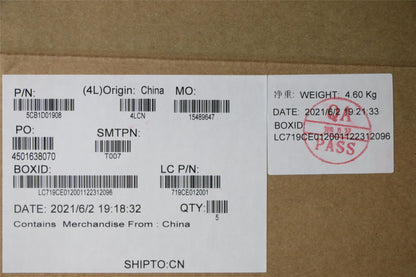 P/N:
(4L)Origin: China
MO:
5CB1D01908
4LCN
15489647
PO:
SMTPN:
4501638070
T007
BOXID:
LC P/N:
LC719CE012001122312096
719CE012001
DATE: 2021/6/2 19:18:32
QTY:
5
Contains Merchandise From : China
SHIPTO:CN
净重: WEIGHT: 4.60 Kg
DATE: 2021/6/2 19:21:33
BOXID
LC719CE012001122312096
QA
PASS